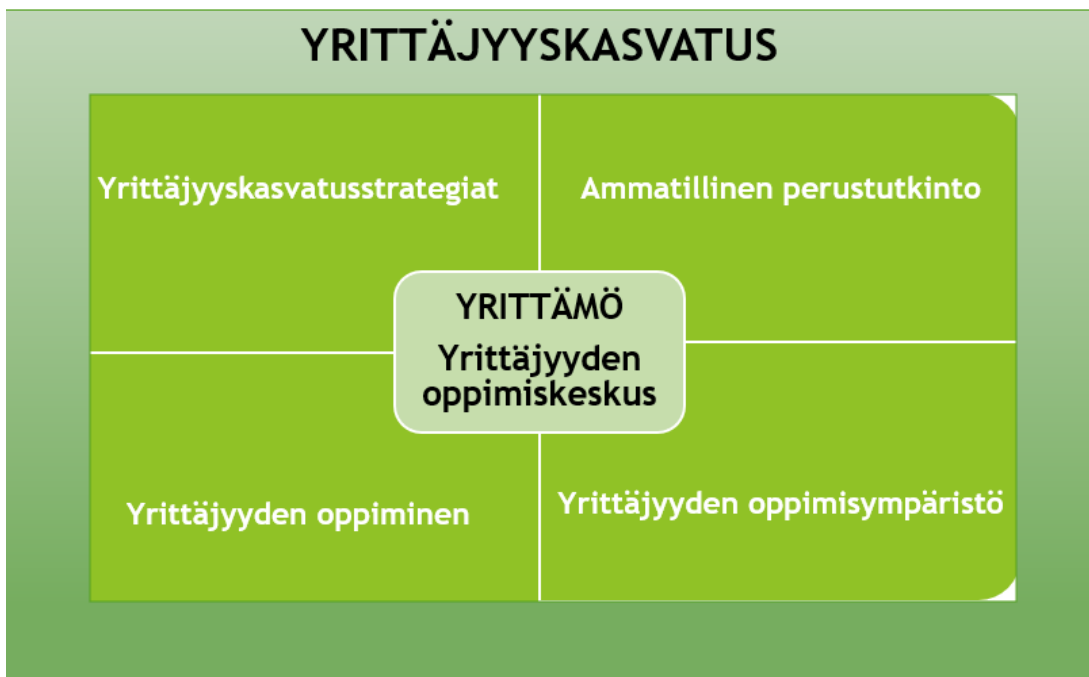 YRITTÄJYYSKASVATUS
Yrittäjyyskasvatusstrategiat
Ammatillinen perustutkinto
YRITTÄMÖ
Yrittäjyyden
oppimiskeskus
Yrittäjyyden oppiminen
Yrittäjyyden oppimisympäristö